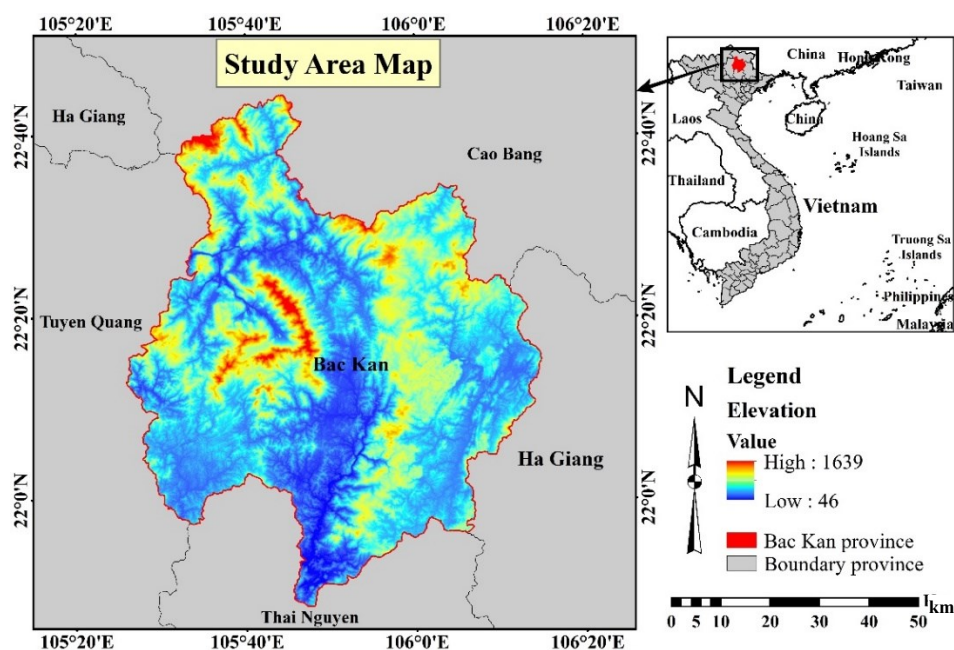 105°20'E 105°40'E 106°0'E 106°20'E
Study Area Map
Ha Giang
Cao Bang
Tuyen Quang
Bac Kan
Ha Giang
Thai Nguyen
22°40'N
22°20'N
22°0'N
22°40'N
22°20'N
22°0'N
105°20'E 105°40'E 106°0'E 106°20'E
China
Hong Kong
Taiwan
Laos
China
Hoang Sa
Islands
Thailand
Vietnam
Cambodia
Truong Sa
Islands
Philippines
Malaysia
N
Legend
Elevation
Value
High : 1639
Low : 46
Bac Kan province
Boundary province
km
0 5 10 20 30 40 50